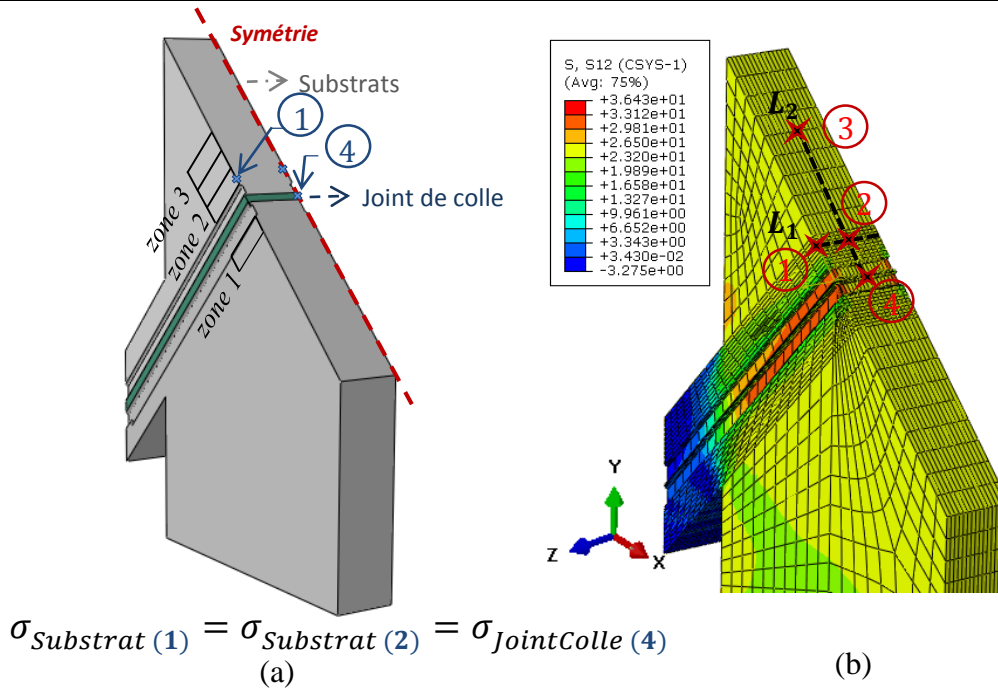 Symétrie
Substrats
1
4
Joint de colle
zone 3
zone 2
zone 1
σSubstrat (1) = σSubstrat (2) = σJointColle (4)
(a)
S, S12 (CSYS-1)
(Avg: 75%)
+3.643e+01
+3.312e+01
+2.981e+01
+2.650e+01
+2.320e+01
+1.989e+01
+1.658e+01
+1.327e+01
+9.961e+00
+6.652e+00
+3.343e+00
+3.430e-02
-3.275e+00
L2
3
2
L1
1
4
Y
Z
X
(b)